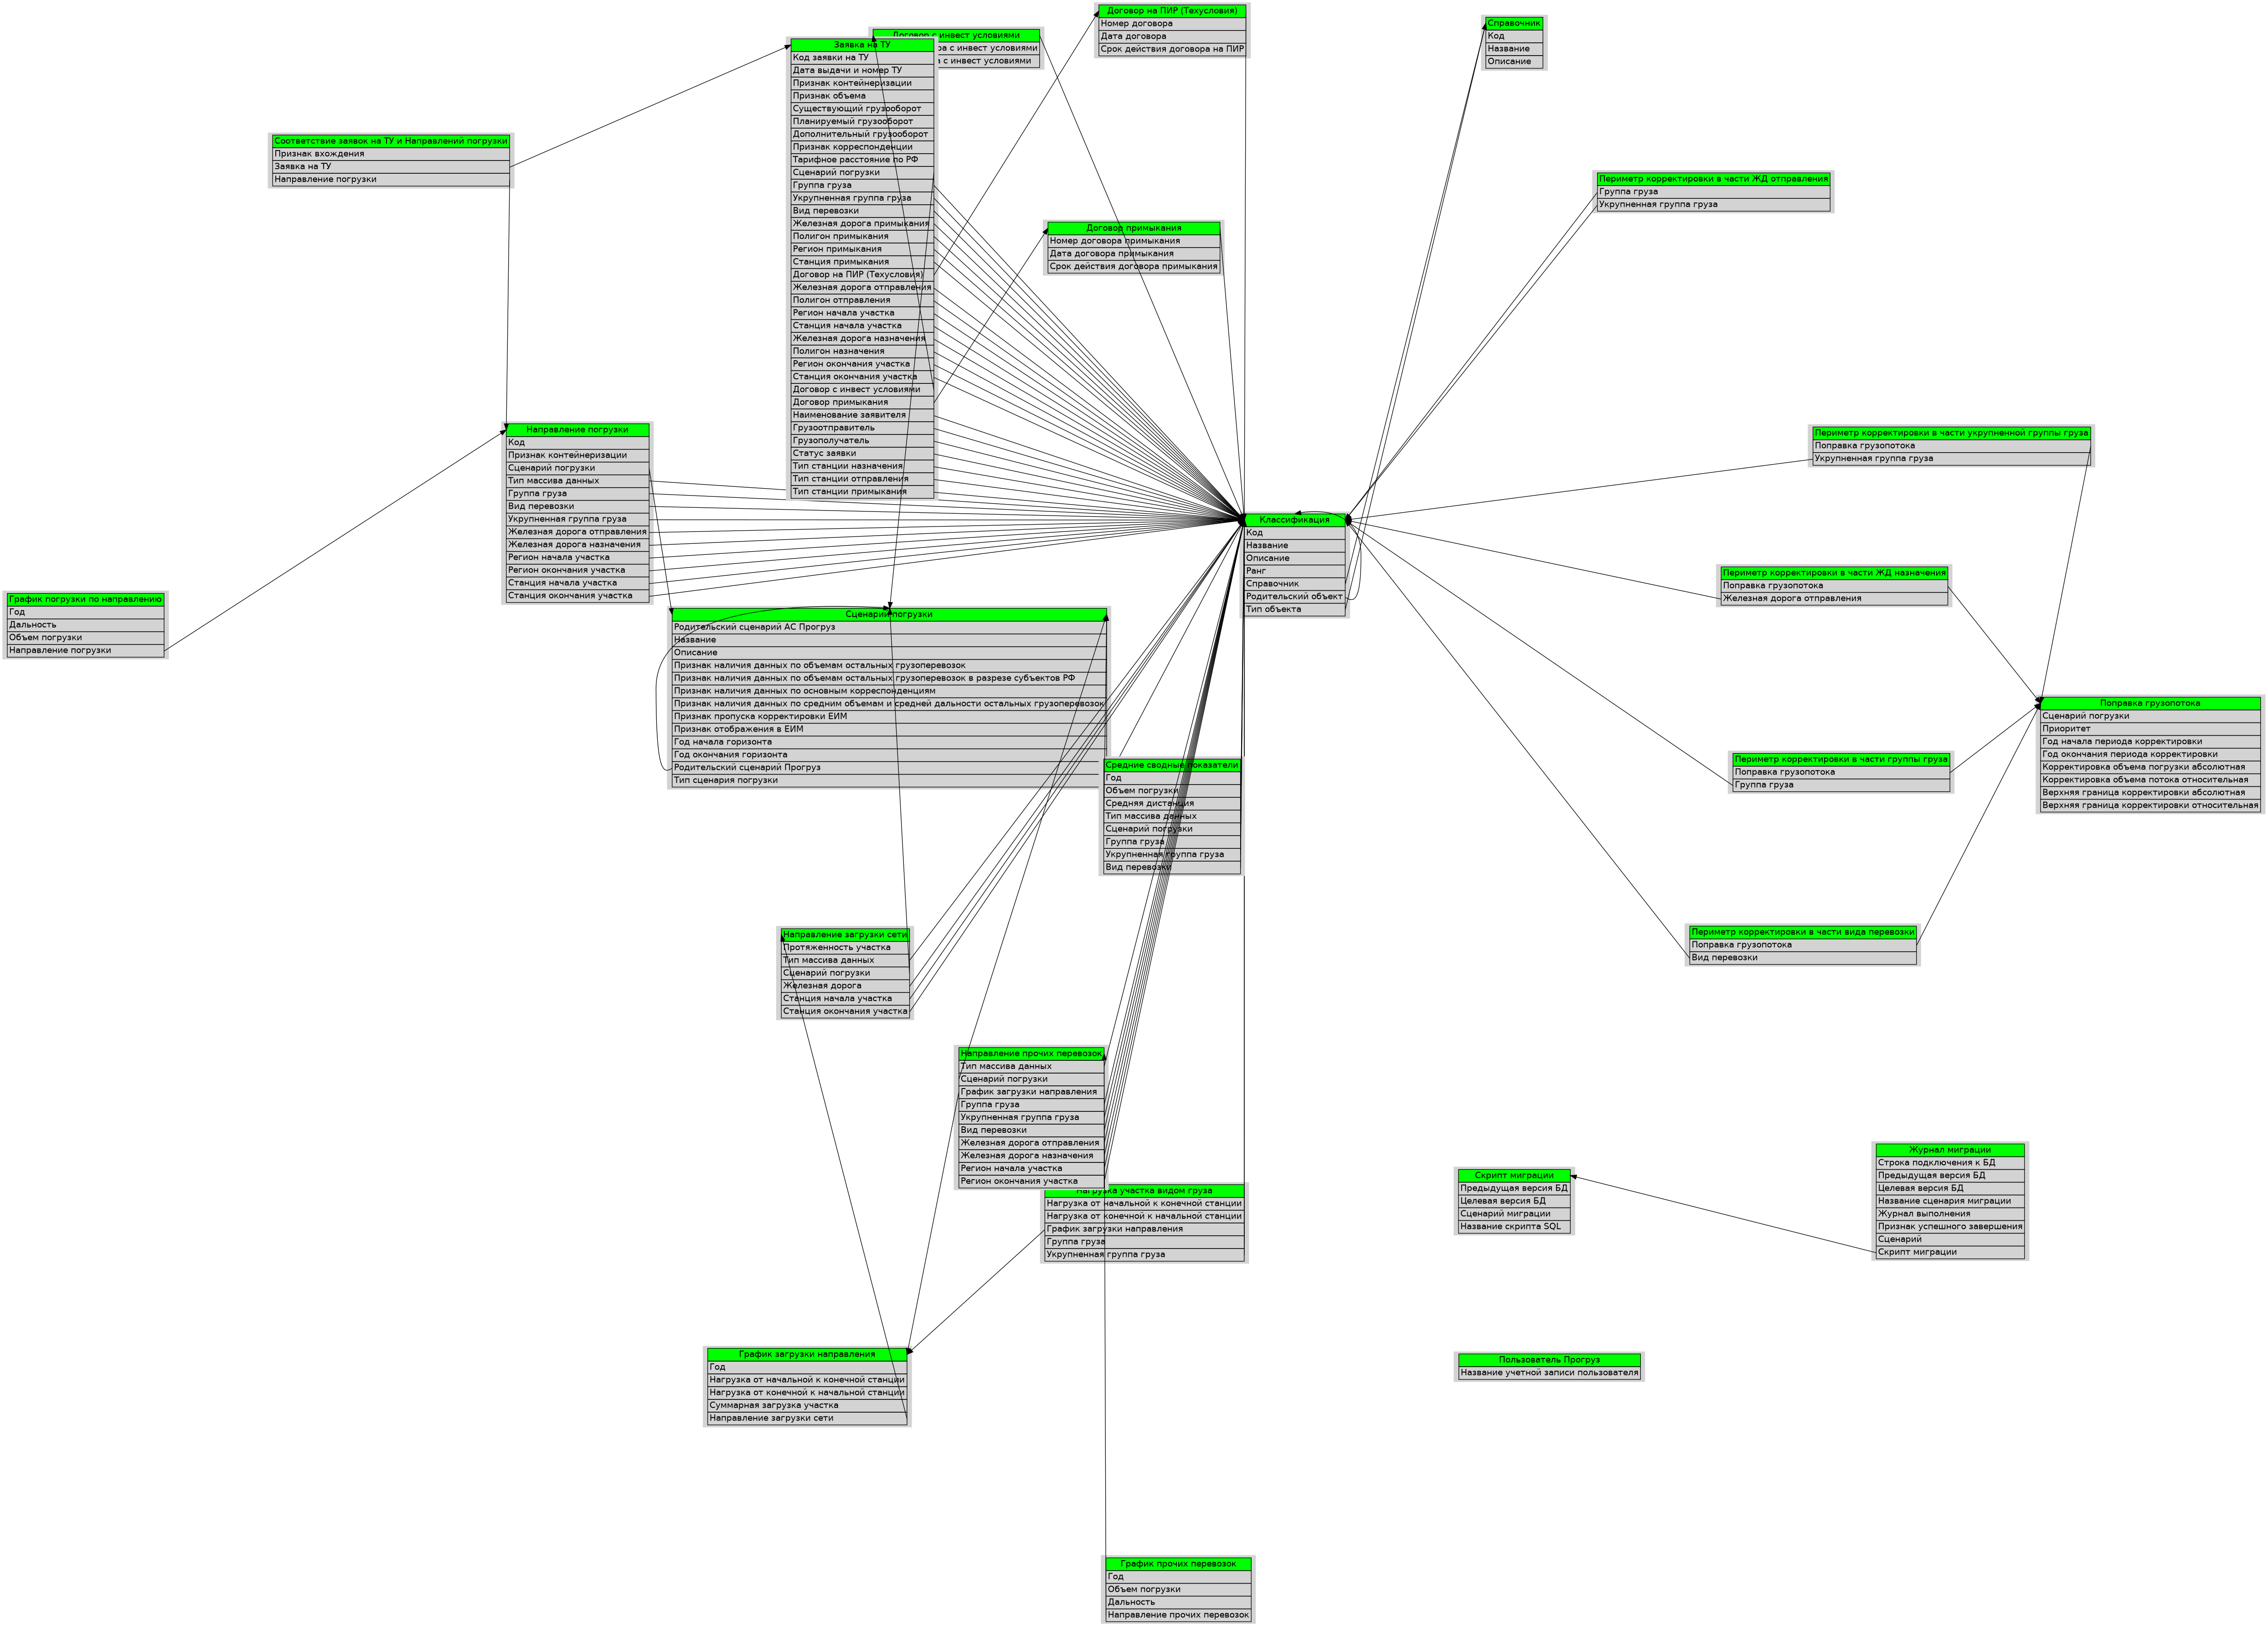 Договор на ПИР (Техусловия)
Номер договора
Дата договора
Срок действия договора на ПИР
Справочник
Код
Название
Описание
Договор с инвест условиями
с инвест условиями
с инвест условиями
Заявка на ТУ
Код заявки на ТУ
Дата выдачи и номер ТУ
Признак контейнеризации
Признак объема
Существующий грузооборот
Планируемый грузооборот
Дополнительный грузооборот
Признак корреспонденции
Тарифное расстояние по РФ
Сценарий погрузки
Группа груза
Укрупненная группа груза
Вид перевозки
Железная дорога примыкания
Полигон примыкания
Регион примыкания
Станция примыкания
Договор на ПИР (Техусловия)
Железная дорога отправления
Полигон отправления
Регион начала участка
Станция начала участка
Железная дорога назначения
Полигон назначения
Регион окончания участка
Станция окончания участка
Договор с инвест условиями
Договор примыкания
Наименование заявителя
Грузоотправитель
Грузополучатель
Статус заявки
Тип станции назначения
Тип станции отправления
Тип станции примыкания
Соответствие заявок на ТУ и Направлений погрузки
Признак вхождения
Заявка на ТУ
Направление погрузки
Периметр корректировки в части ЖД отправления
Группа груза
Укрупненная группа груза
Договор примыкания
Номер договора примыкания
Дата договора примыкания
Срок действия договора примыкания
Направление погрузки
Код
Признак контейнеризации
Сценарий погрузки
Тип массива данных
Группа груза
Вид перевозки
Укрупненная группа груза
Железная дорога отправления
Железная дорога назначения
Регион начала участка
Регион окончания участка
Станция начала участка
Станция окончания участка
Периметр корректировки в части укрупненной группы груза
Поправка грузопотока
Укрупненная группа груза
Классификация
Код
Название
Описание
Ранг
Справочник
Родительский объект
Тип объекта
Периметр корректировки в части ЖД назначения
Поправка грузопотока
Железная дорога отправления
График погрузки по направлению
Год
Дальность
Объем погрузки
Направление погрузки
Сценарий погрузки
Родительский сценарий АС Прогруз
Название
Описание
Признак наличия данных по объемам остальных грузоперевозок
Признак наличия данных по объемам остальных грузоперевозок в разрезе субъектов РФ
Признак наличия данных по основным корреспонденциям
Признак наличия данных по средним объемам и средней дальности остальных грузоперевозок
Признак пропуска корректировки ЕИМ
Признак отображения в ЕИМ
Год начала горизонта
Год окончания горизонта
Родительский сценарий Прогруз
Тип сценария погрузки
Поправка грузопотока
Сценарий погрузки
Приоритет
Год начала периода корректировки
Год окончания периода корректировки
Корректировка объема погрузки абсолютная
Корректировка объема потока относительная
Верхняя граница корректировки абсолютная
Верхняя граница корректировки относительная
Периметр корректировки в части группы груза
Поправка грузопотока
Группа груза
Средние сводные показатели
Год
Объем погрузки
Средняя дистанция
Тип массива данных
Сценарий погрузки
Группа груза
Укрупненная группа груза
Вид перевозки
Направление загрузки сети
Протяженность участка
Тип массива данных
Сценарий погрузки
Железная дорога
Станция начала участка
Станция окончания участка
Периметр корректировки в части вида перевозки
Поправка грузопотока
Вид перевозки
Направление прочих перевозок
Тип массива данных
Сценарий погрузки
График загрузки направления
Группа груза
Укрупненная группа груза
Вид перевозки
Железная дорога отправления
Железная дорога назначения
Регион начала участка
Регион окончания участка
Нагрузка участка видом груза
Нагрузка от начальной к конечной станции
Нагрузка от конечной к начальной станции
График загрузки направления
Группа груза
Укрупненная группа груза
Скрипт миграции
Предыдущая версия БД
Целевая версия БД
Сценарий миграции
Название скрипта SQL
Журнал миграции
Строка подключения к БД
Предыдущая версия БД
Целевая версия БД
Название сценария миграции
Журнал выполнения
Признак успешного завершения
Сценарий
Скрипт миграции
График загрузки направления
Год
Нагрузка от начальной к конечной станции
Нагрузка от конечной к начальной станции
Суммарная загрузка участка
Направление загрузки сети
Пользователь Прогруз
Название учетной записи пользователя
График прочих перевозок
Год
Объем погрузки
Дальность
Направление прочих перевозок